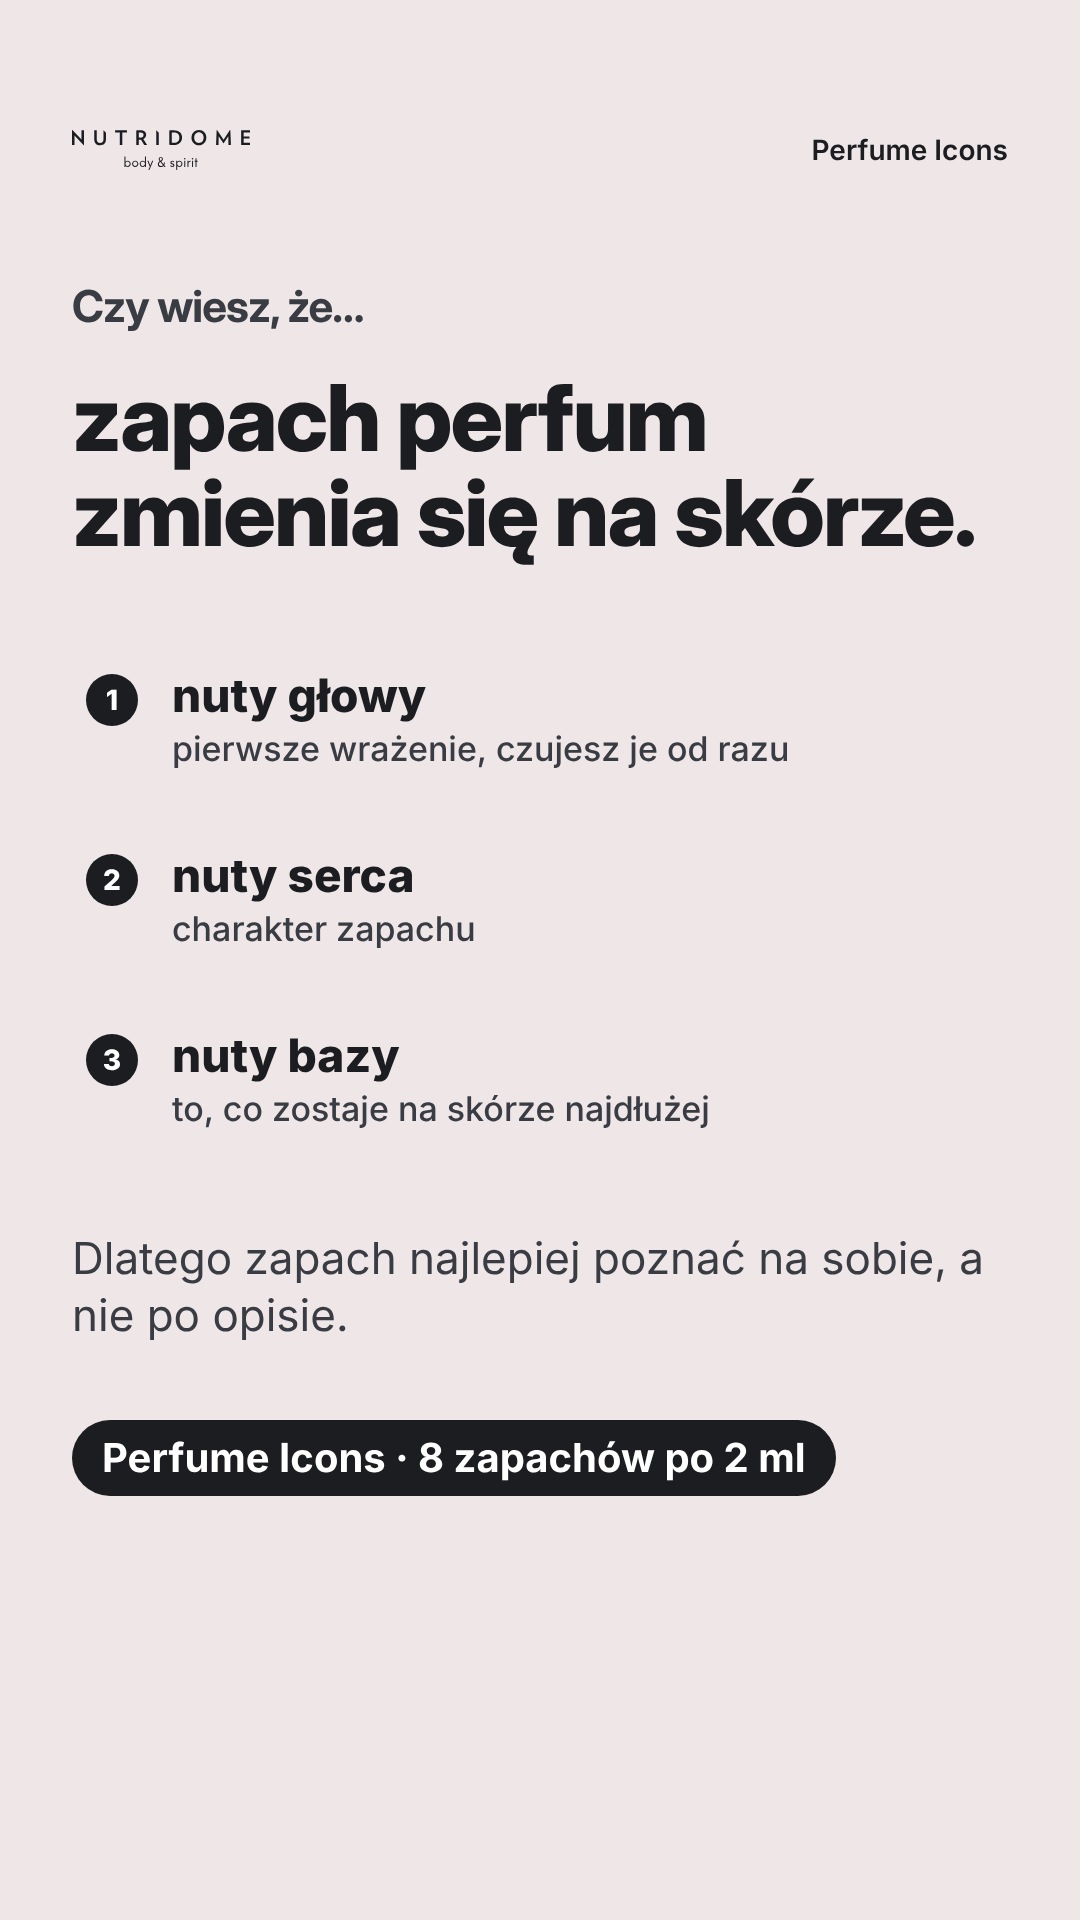 NUTRIDOME
body & spirit
Perfume Icons
Czy wiesz, że...
zapach perfum
zmienia się na skórze.
1 nuty głowy
pierwsze wrażenie, czujesz je od razu
2 nuty serca
charakter zapachu
3 nuty bazy
to, co zostaje na skórze najdłużej
Dlatego zapach najlepiej poznać na sobie, a
nie po opisie.
Perfume Icons · 8 zapachów po 2 ml